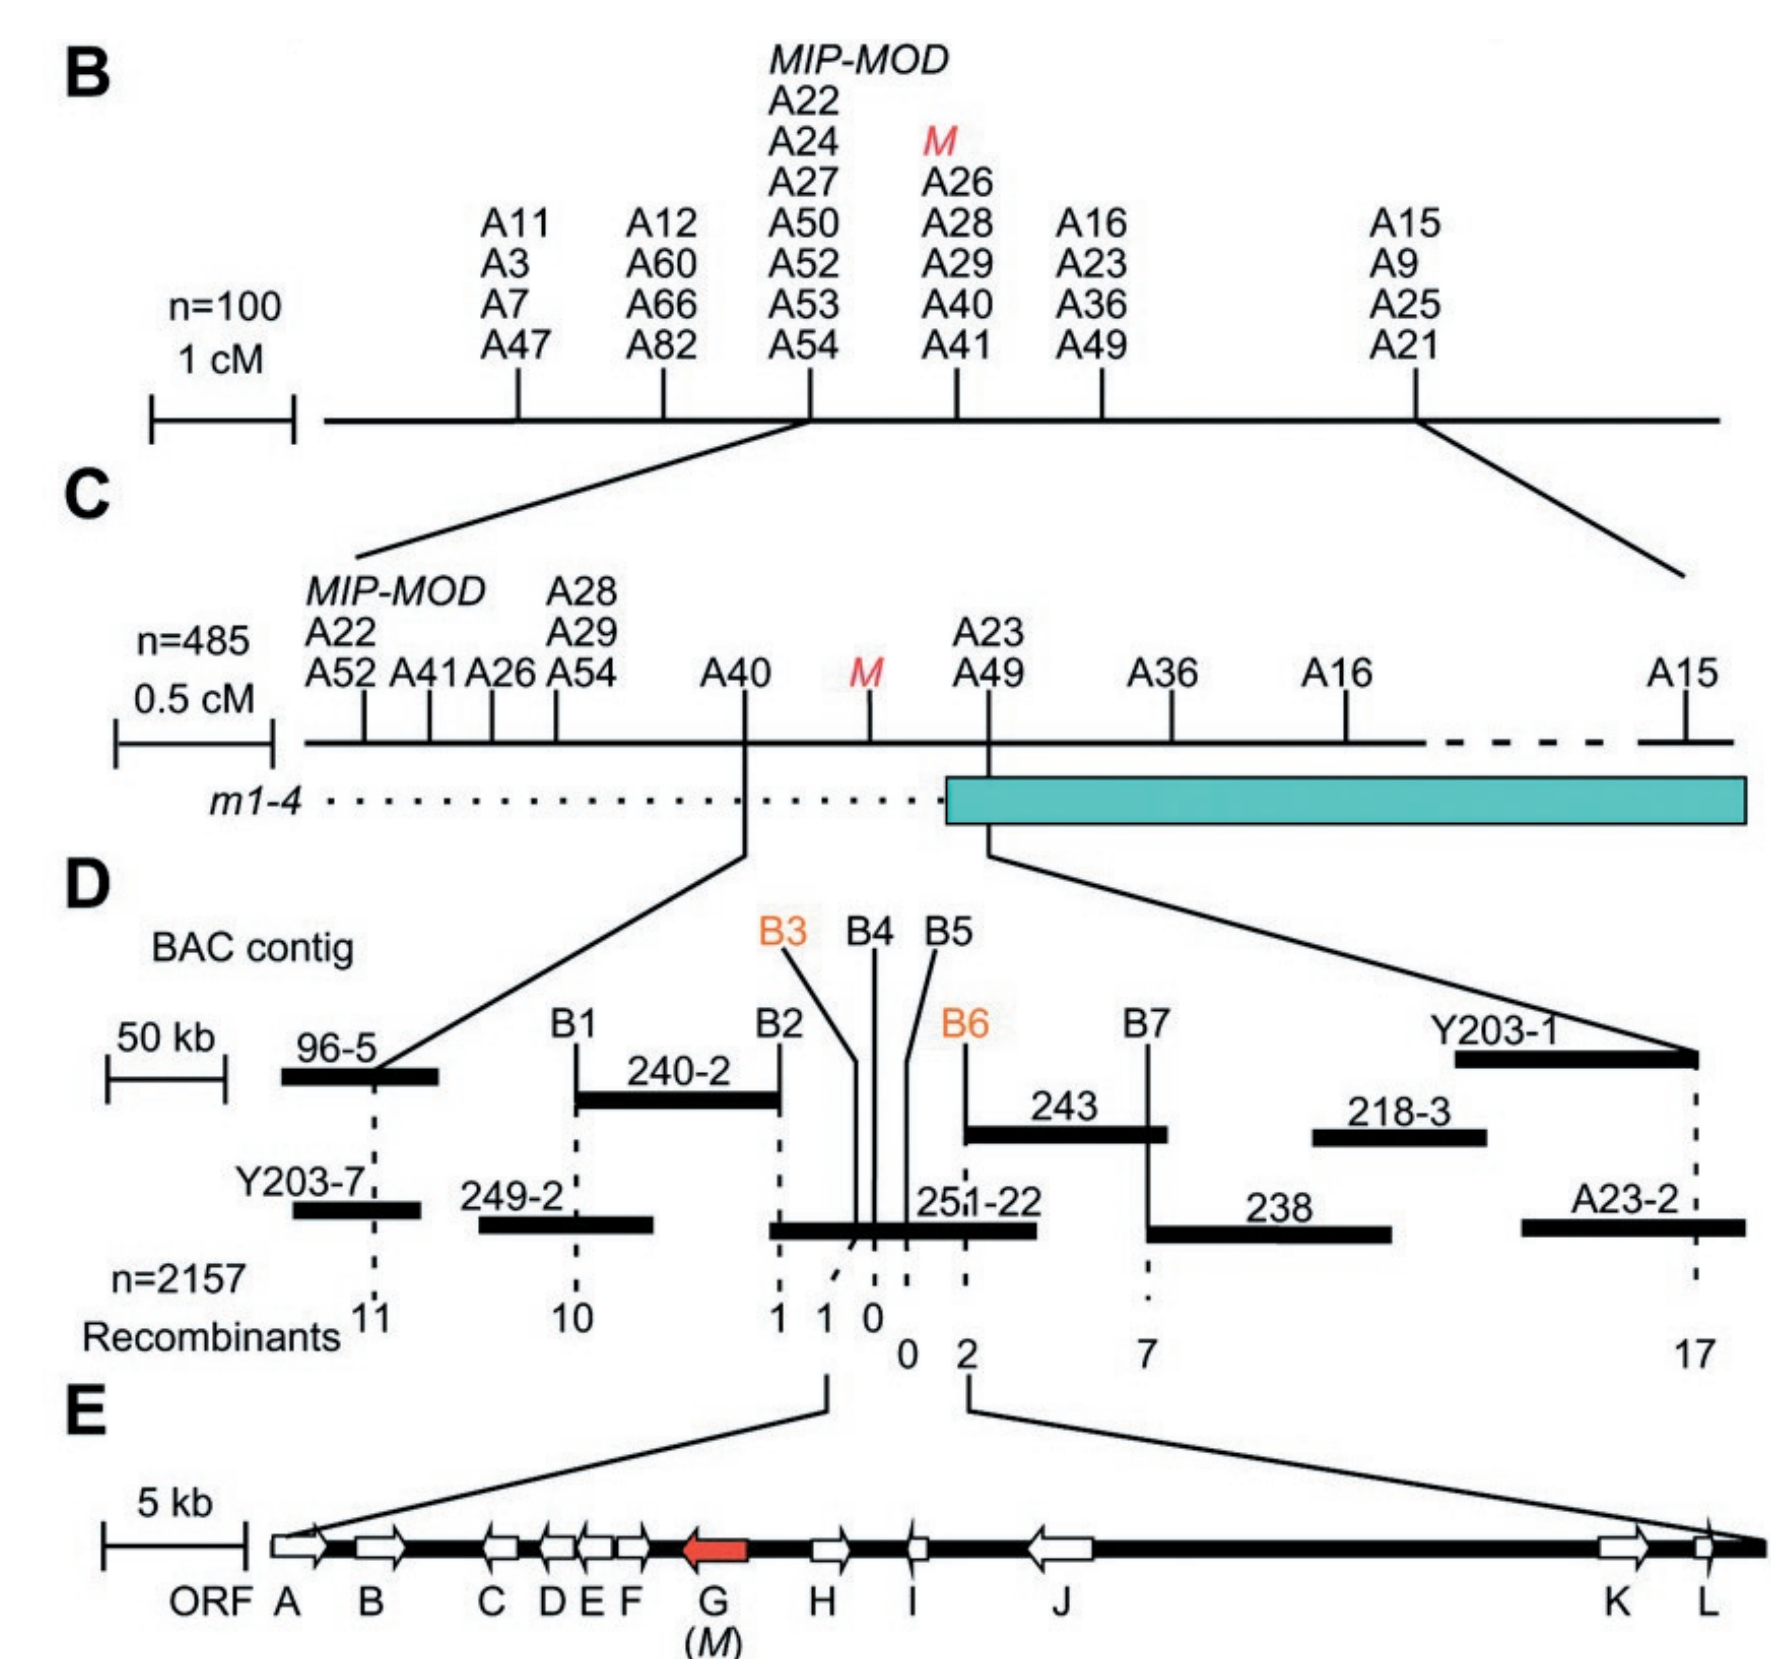 B
MIP-MOD
A22
A24
A27
A50
A52
A53
A54
M
A26
A28
A29
A40
A41
A11
A3
A7
A47
A12
A60
A66
A82
A16
A23
A36
A49
A15
A9
A25
A21
n=100
1 cM
C
MIP-MOD
A22
A52
A41
A26
A28
A29
A54
A40
M
A23
A49
A36
A16
A15
n=485
0.5 cM
m1-4
D
BAC contig
50 kb
B3 B4 B5
B1 B2 B6 B7
96-5
240-2
243
218-3
Y203-1
Y203-7
249-2
251-22
238
A23-2
n=2157
Recombinants
11 10 1 1 0 0 2 7 17
E
5 kb
ORF A B C D E F G H I J K L
(M)